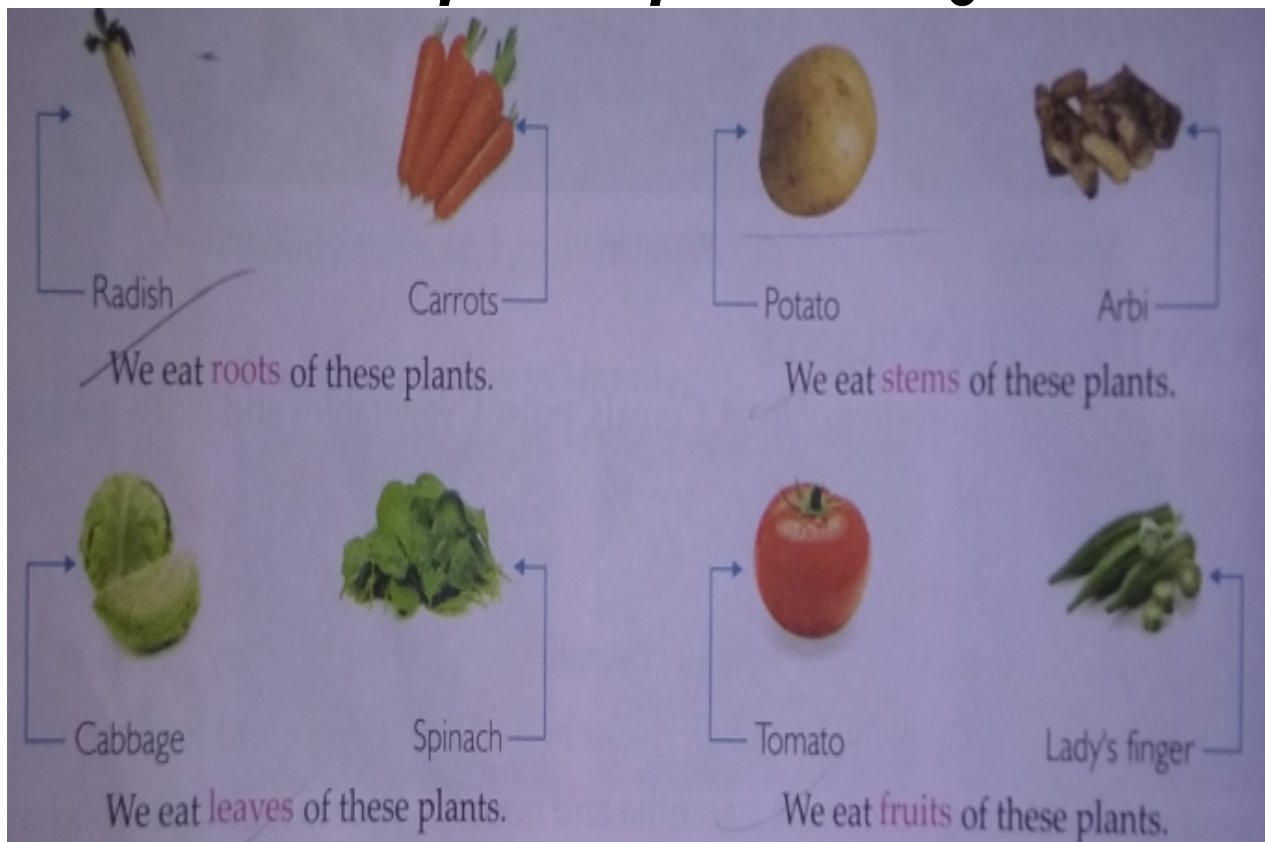 Radish
Carrots
Potato
Arbi
We eat roots of these plants.
We eat stems of these plants.
Cabbage
Spinach
Tomato
Lady's finger
We eat leaves of these plants.
We eat fruits of these plants.